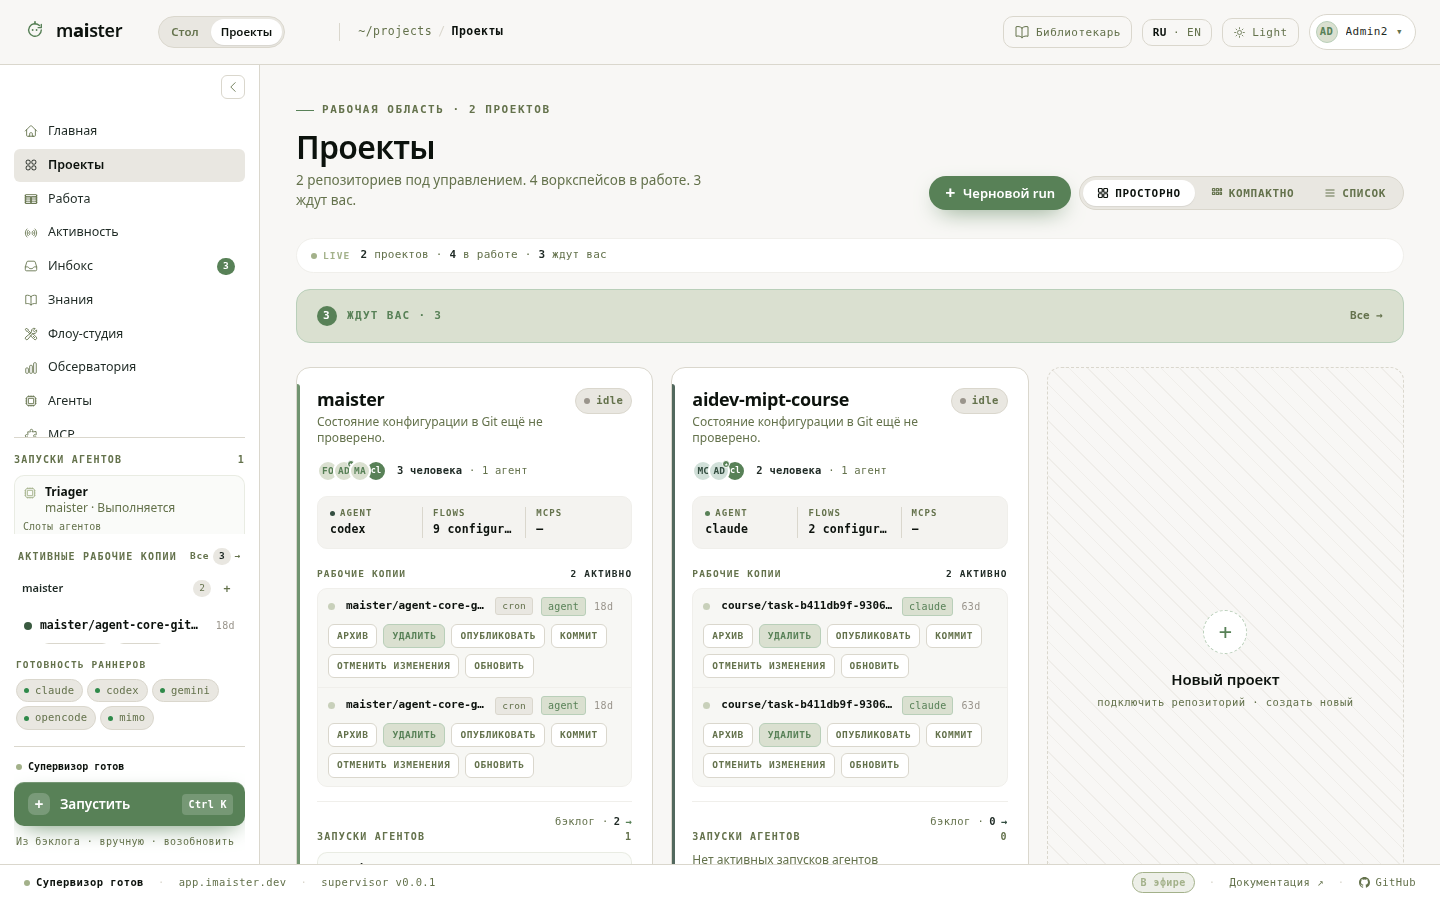 maister
Стол
Проекты
~/projects / Проекты
Библиотекарь
RU · EN
Light
AD Admin2
Главная
Проекты
Работа
Активность
Инбокс 3
Знания
Флоу-студия
Обсерватория
Агенты
MCP
ЗАПУСКИ АГЕНТОВ 1
Triager
maister · Выполняется
Слоты агентов
АКТИВНЫЕ РАБОЧИЕ КОПИИ Все 3 →
maister 2 +
maister/agent-core-git… 18d
ГОТОВНОСТЬ РАННЕРОВ
claude codex gemini
opencode mimo
Супервизор готов
+ Запустить Ctrl K
Из бэклога · вручную · возобновить
РАБОЧАЯ ОБЛАСТЬ · 2 ПРОЕКТОВ
Проекты
2 репозиториев под управлением. 4 воркспейсов в работе. 3
ждут вас.
+ Черновой run
ПРОСТОРНО
КОМПАКТНО
СПИСОК
LIVE 2 проектов · 4 в работе · 3 ждут вас
3 ЖДУТ ВАС · 3
Все →
maister
idle
Состояние конфигурации в Git ещё не
проверено.
FO AD MA cl 3 человека · 1 агент
AGENT FLOWS MCPS
codex 9 configur… —
РАБОЧИЕ КОПИИ 2 АКТИВНО
maister/agent-core-g… cron agent 18d
АРХИВ УДАЛИТЬ ОПУБЛИКОВАТЬ КОММИТ
ОТМЕНИТЬ ИЗМЕНЕНИЯ ОБНОВИТЬ
maister/agent-core-g… cron agent 18d
АРХИВ УДАЛИТЬ ОПУБЛИКОВАТЬ КОММИТ
ОТМЕНИТЬ ИЗМЕНЕНИЯ ОБНОВИТЬ
бэклог · 2 →
ЗАПУСКИ АГЕНТОВ 1
aidev-mipt-course
idle
Состояние конфигурации в Git ещё не
проверено.
MC AD cl 2 человека · 1 агент
AGENT FLOWS MCPS
claude 2 configur… —
РАБОЧИЕ КОПИИ 2 АКТИВНО
course/task-b411db9f-9306… claude 63d
АРХИВ УДАЛИТЬ ОПУБЛИКОВАТЬ КОММИТ
ОТМЕНИТЬ ИЗМЕНЕНИЯ ОБНОВИТЬ
course/task-b411db9f-9306… claude 63d
АРХИВ УДАЛИТЬ ОПУБЛИКОВАТЬ КОММИТ
ОТМЕНИТЬ ИЗМЕНЕНИЯ ОБНОВИТЬ
бэклог · 0 →
ЗАПУСКИ АГЕНТОВ 0
Нет активных запусков агентов
+
Новый проект
подключить репозиторий · создать новый
Супервизор готов · app.imaister.dev · supervisor v0.0.1
В эфире · Документация ↗ · GitHub